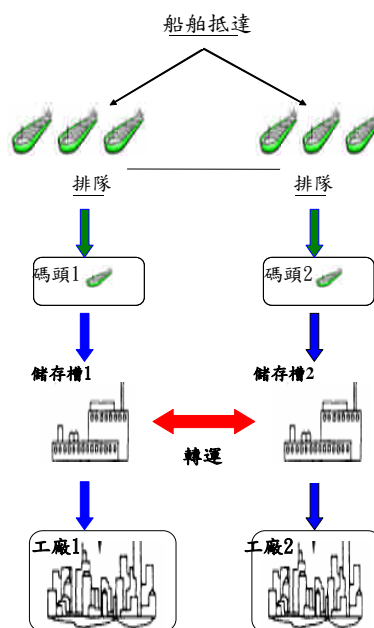 船舶抵達
排隊 排隊
碼頭1 碼頭2
儲存槽1 儲存槽2
轉運
工廠1 工廠2